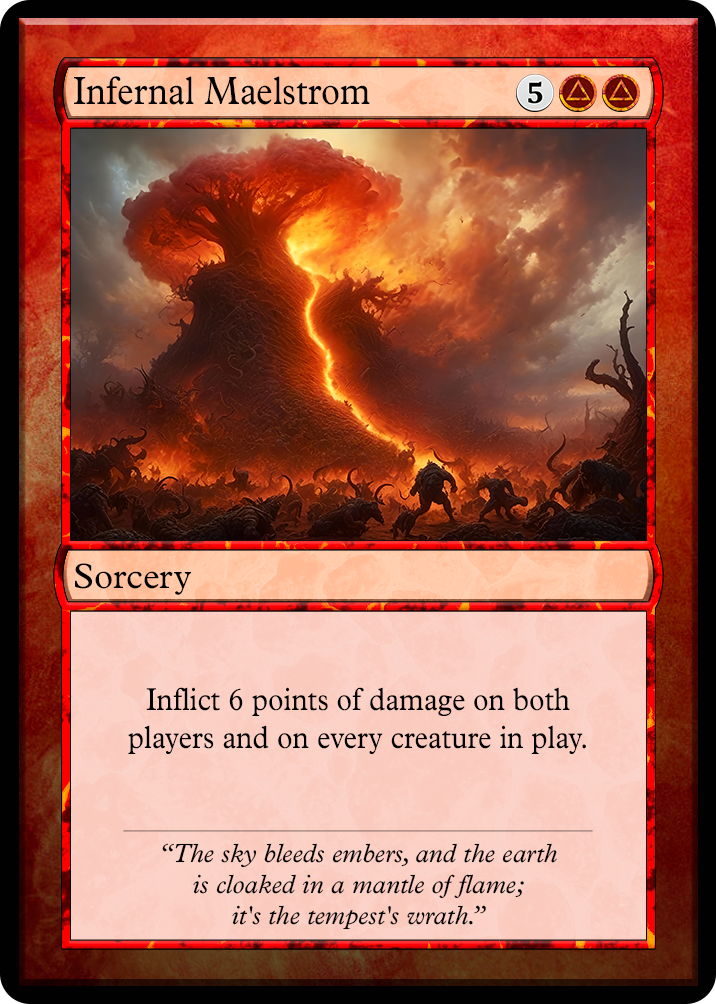 Infernal Maelstrom 5
Sorcery
Inflict 6 points of damage on both
players and on every creature in play.
“The sky bleeds embers, and the earth
is cloaked in a mantle of flame;
it's the tempest's wrath.”